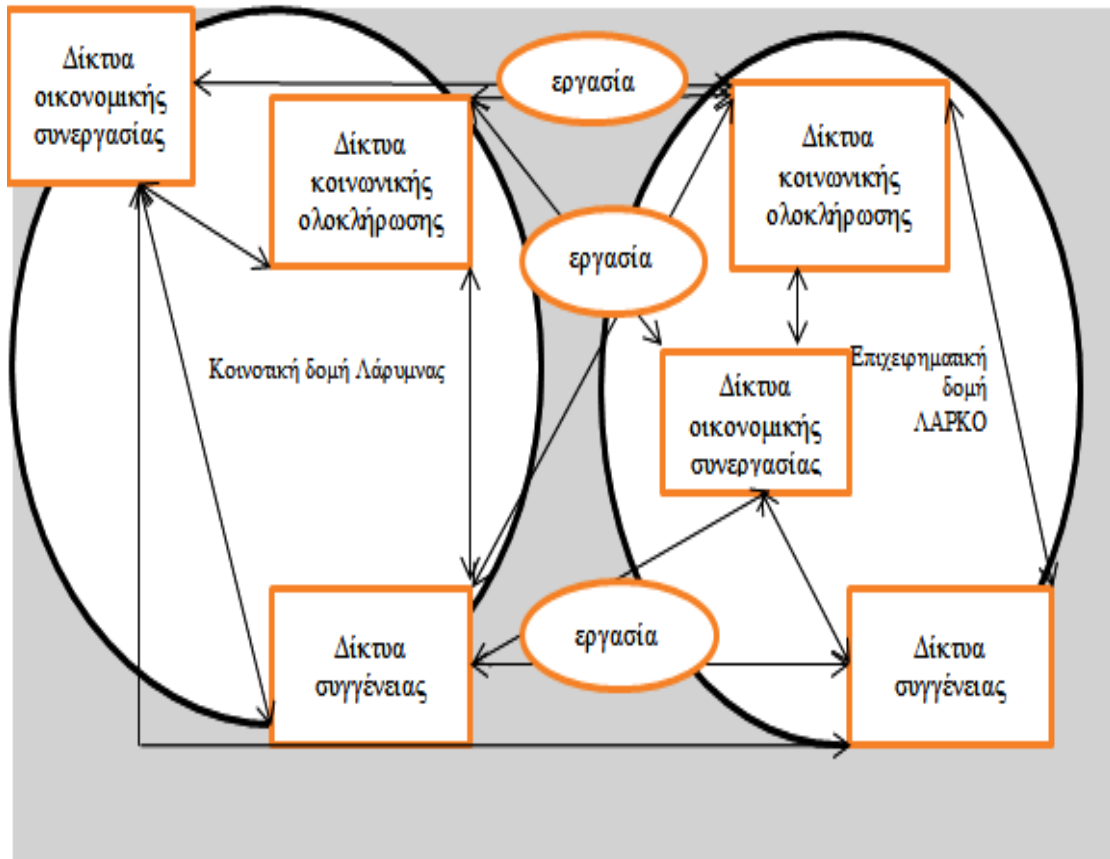 Δίκτυα
οικονομικής
συνεργασίας
εργασία
Δίκτυα
κοινωνικής
ολοκλήρωσης
Δίκτυα
κοινωνικής
ολοκλήρωσης
εργασία
Κοινοτική δομή Λάρυμνας
Επιχειρηματική
δομή
ΛΑΡΚΟ
Δίκτυα
οικονομικής
συνεργασίας
Δίκτυα
συγγένειας
εργασία
Δίκτυα
συγγένειας